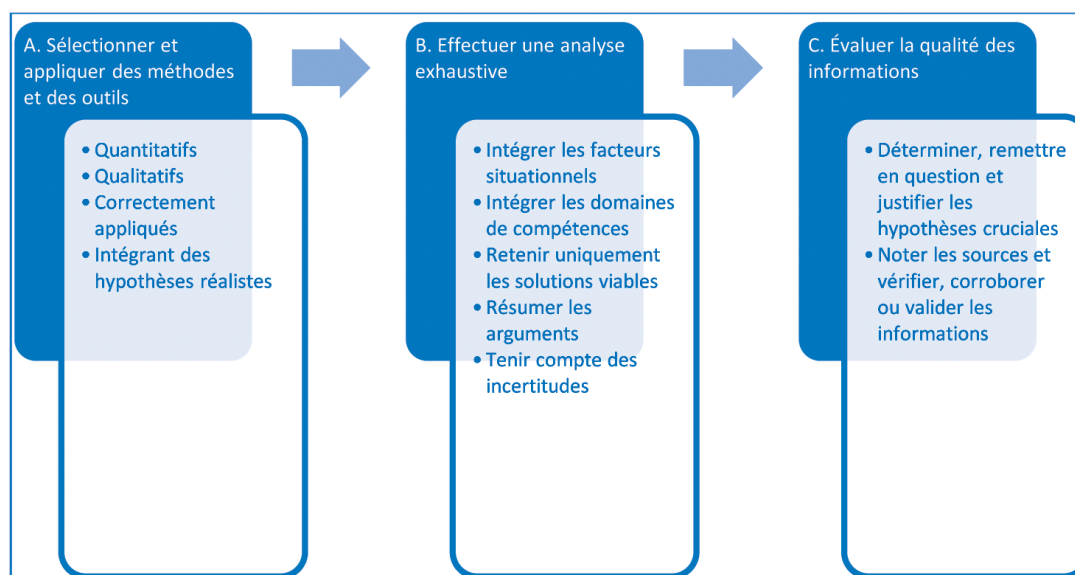 A. Sélectionner et
appliquer des méthodes
et des outils
• Quantitatifs
• Qualitatifs
• Correctement
appliqués
• Intégrant des
hypothèses réalistes
B. Effectuer une analyse
exhaustive
• Intégrer les facteurs
situationnels
• Intégrer les domaines
de compétences
• Retenir uniquement
les solutions viables
• Résumer les
arguments
• Tenir compte des
incertitudes
C. Évaluer la qualité des
informations
• Déterminer, remettre
en question et
justifier les
hypothèses cruciales
• Noter les sources et
vérifier, corroborer
ou valider les
informations